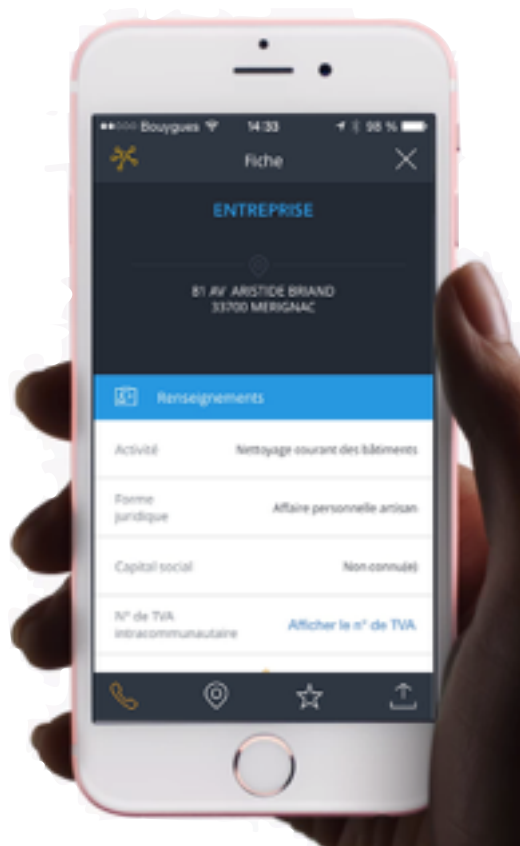 Bouygues 14:33 98 %
Fiche
ENTREPRISE
81 AV ARISTIDE BRIAND
33700 MERIGNAC
Renseignements
Activité Nettoyage courant des bâtiments
Forme
juridique Affaire personnelle artisan
Capital social Non connu(e)
N° de TVA
intracommunautaire Afficher le n° de TVA